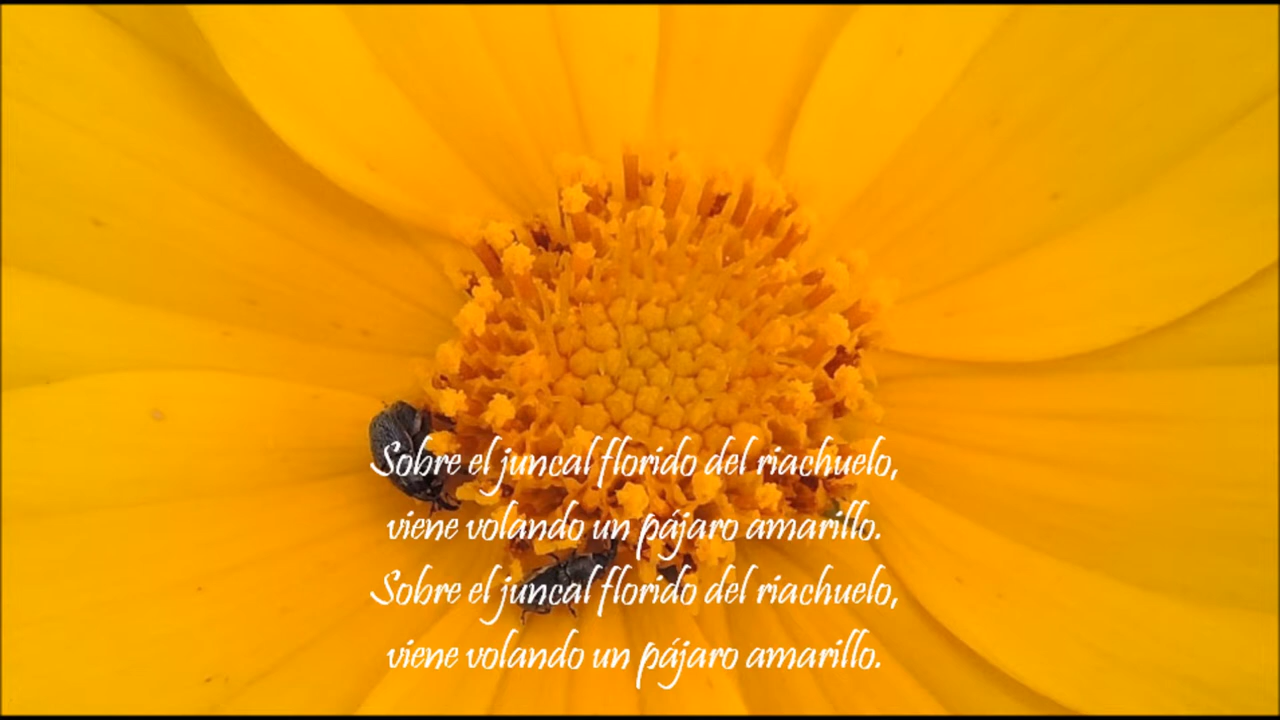 Sobre el juncal florido del riachuelo,
viene volando un pájaro amarillo.
Sobre el juncal florido del riachuelo,
viene volando un pájaro amarillo.